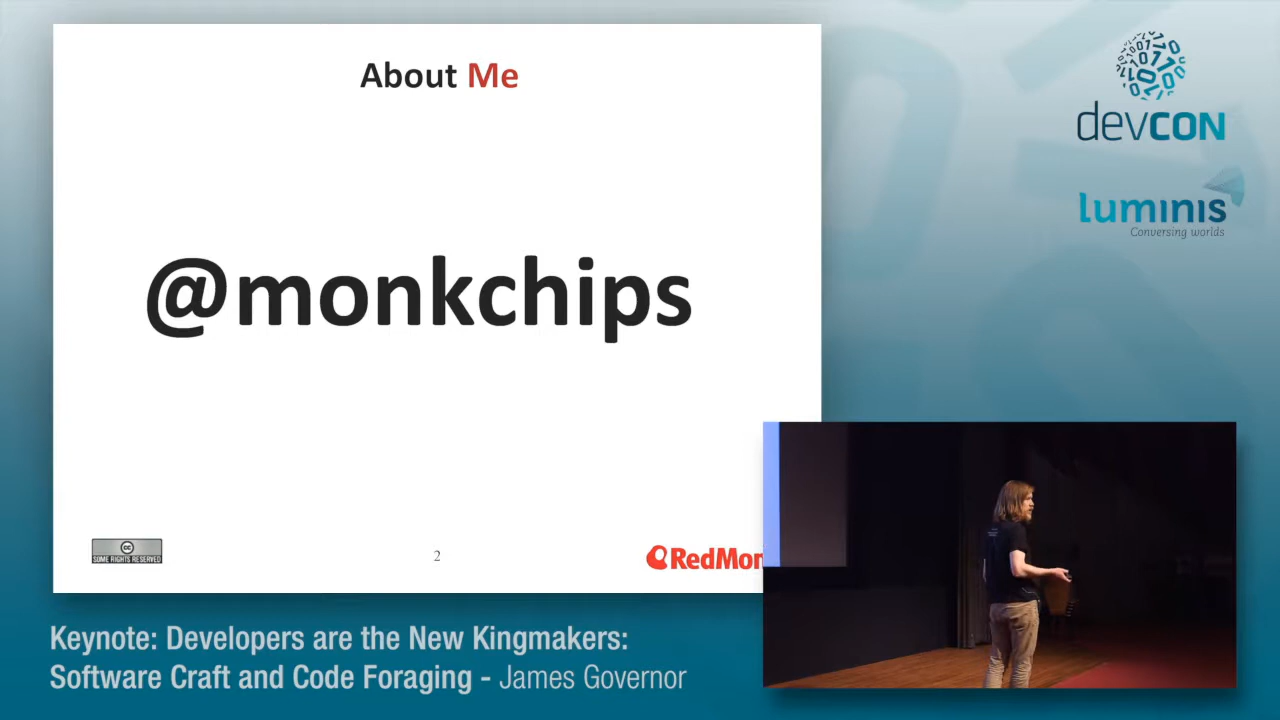 About Me
@monkchips
cc
SOME RIGHTS RESERVED
2
RedMon
devcon
luminis
Conversing worlds
Keynote: Developers are the New Kingmakers:
Software Craft and Code Foraging - James Governor